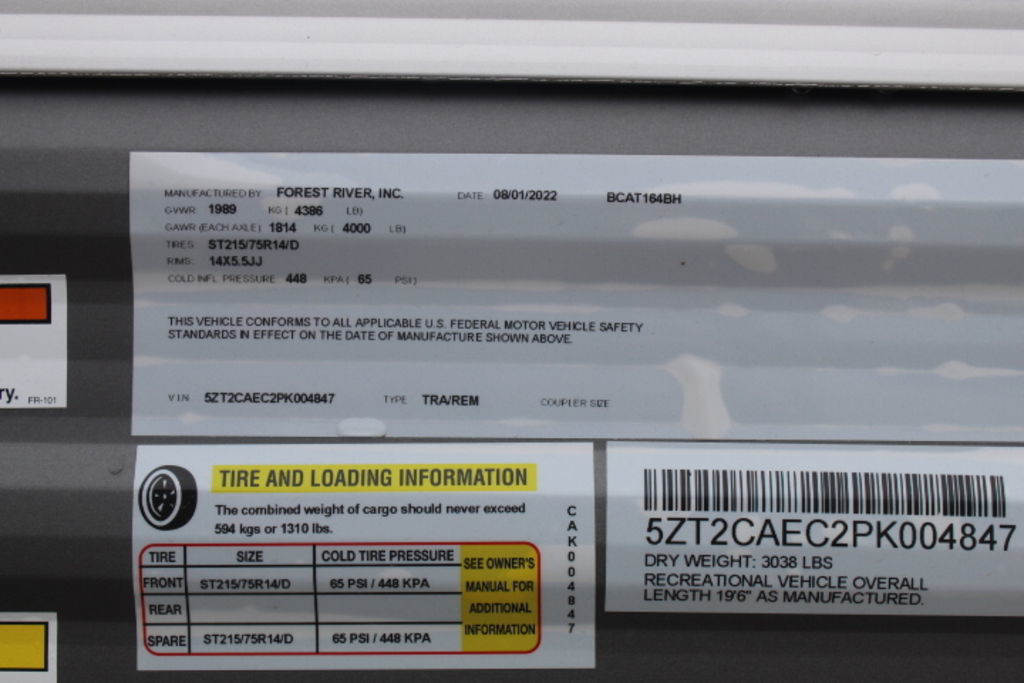 MANUFACTURED BY FOREST RIVER, INC. DATE 08/01/2022 BCAT164BH
GVWR 1989 KG ( 4386 LB)
GAWR (EACH AXLE) 1814 KG ( 4000 LB)
TIRES ST215/75R14/D
RIMS: 14X5.5JJ
COLD INFL PRESSURE 448 KPA ( 65 PSI )
THIS VEHICLE CONFORMS TO ALL APPLICABLE U.S. FEDERAL MOTOR VEHICLE SAFETY
STANDARDS IN EFFECT ON THE DATE OF MANUFACTURE SHOWN ABOVE.
ry. FR-101
VIN 5ZT2CAEC2PK004847 TYPE TRA/REM COUPLER SIZE
TIRE AND LOADING INFORMATION
The combined weight of cargo should never exceed
594 kgs or 1310 lbs.
TIRE SIZE COLD TIRE PRESSURE
FRONT ST215/75R14/D 65 PSI / 448 KPA
REAR
SPARE ST215/75R14/D 65 PSI / 448 KPA
SEE OWNER'S
MANUAL FOR
ADDITIONAL
INFORMATION
CAK004847
5ZT2CAEC2PK004847
DRY WEIGHT: 3038 LBS
RECREATIONAL VEHICLE OVERALL
LENGTH 19'6" AS MANUFACTURED.